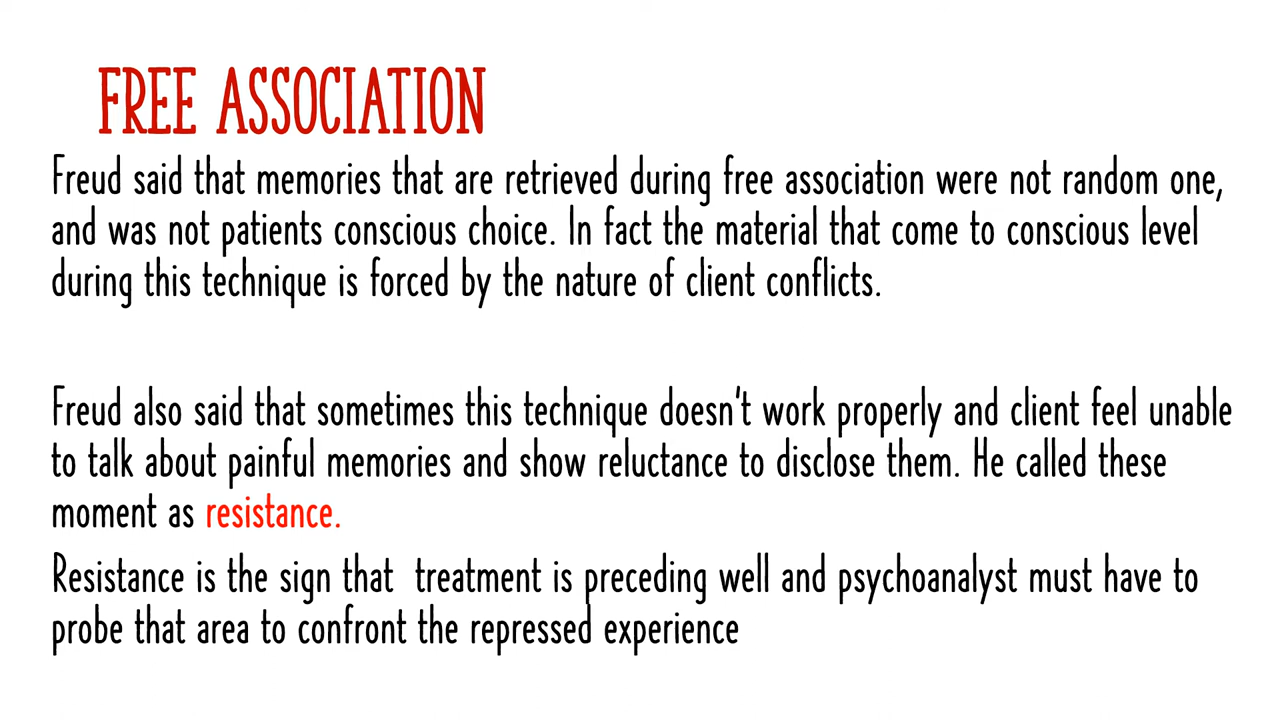 FREE ASSOCIATION
Freud said that memories that are retrieved during free association were not random one,
and was not patients conscious choice. In fact the material that come to conscious level
during this technique is forced by the nature of client conflicts.
Freud also said that sometimes this technique doesn't work properly and client feel unable
to talk about painful memories and show reluctance to disclose them. He called these
moment as resistance.
Resistance is the sign that treatment is preceding well and psychoanalyst must have to
probe that area to confront the repressed experience